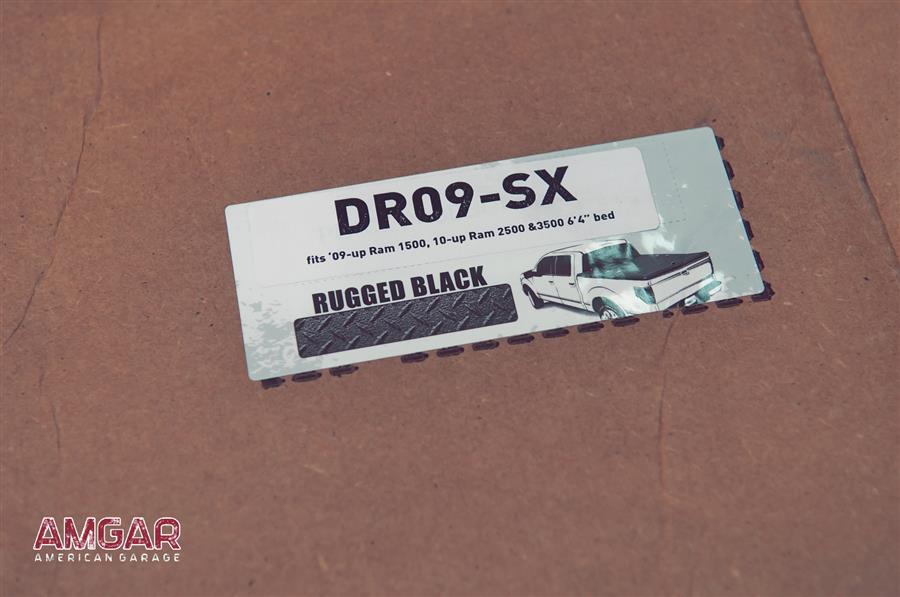 DR09-SX
fits '09-up Ram 1500, 10-up Ram 2500 &3500 6'4" bed
RUGGED BLACK
AMGAR
AMERICAN GARAGE